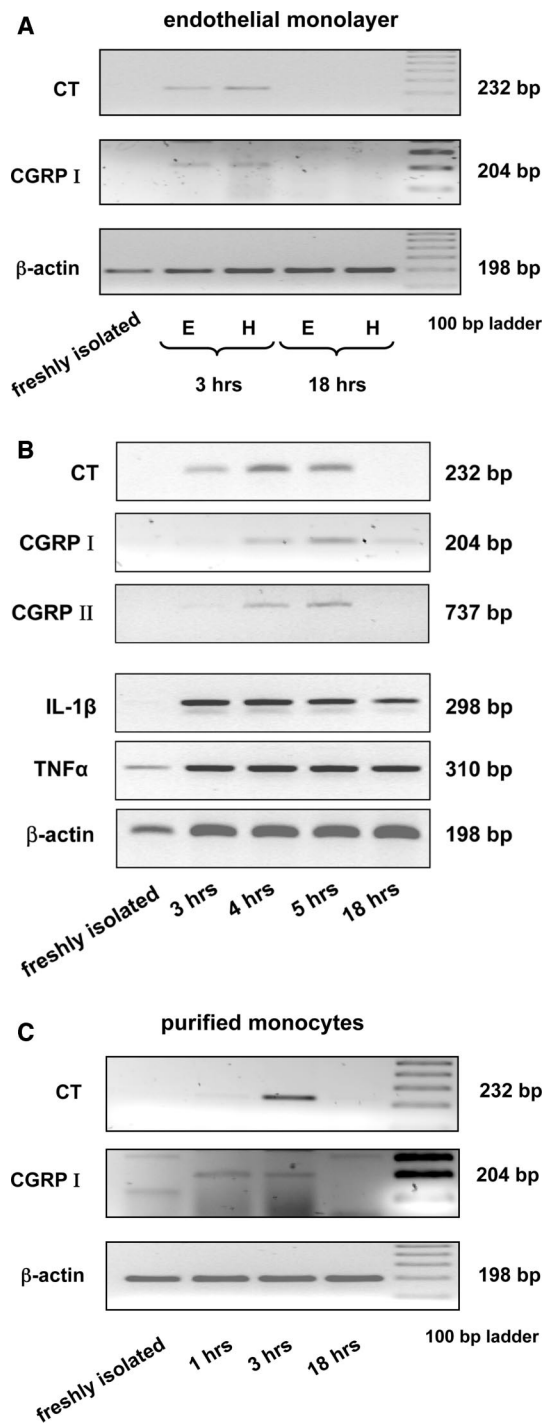 A
endothelial monolayer
CT 232 bp
CGRP I 204 bp
β-actin 198 bp
freshly isolated E H E H 100 bp ladder
3 hrs 18 hrs
B
CT 232 bp
CGRP I 204 bp
CGRP II 737 bp
IL-1β 298 bp
TNFα 310 bp
β-actin 198 bp
freshly isolated 3 hrs 4 hrs 5 hrs 18 hrs
C
purified monocytes
CT 232 bp
CGRP I 204 bp
β-actin 198 bp
freshly isolated 1 hrs 3 hrs 18 hrs 100 bp ladder